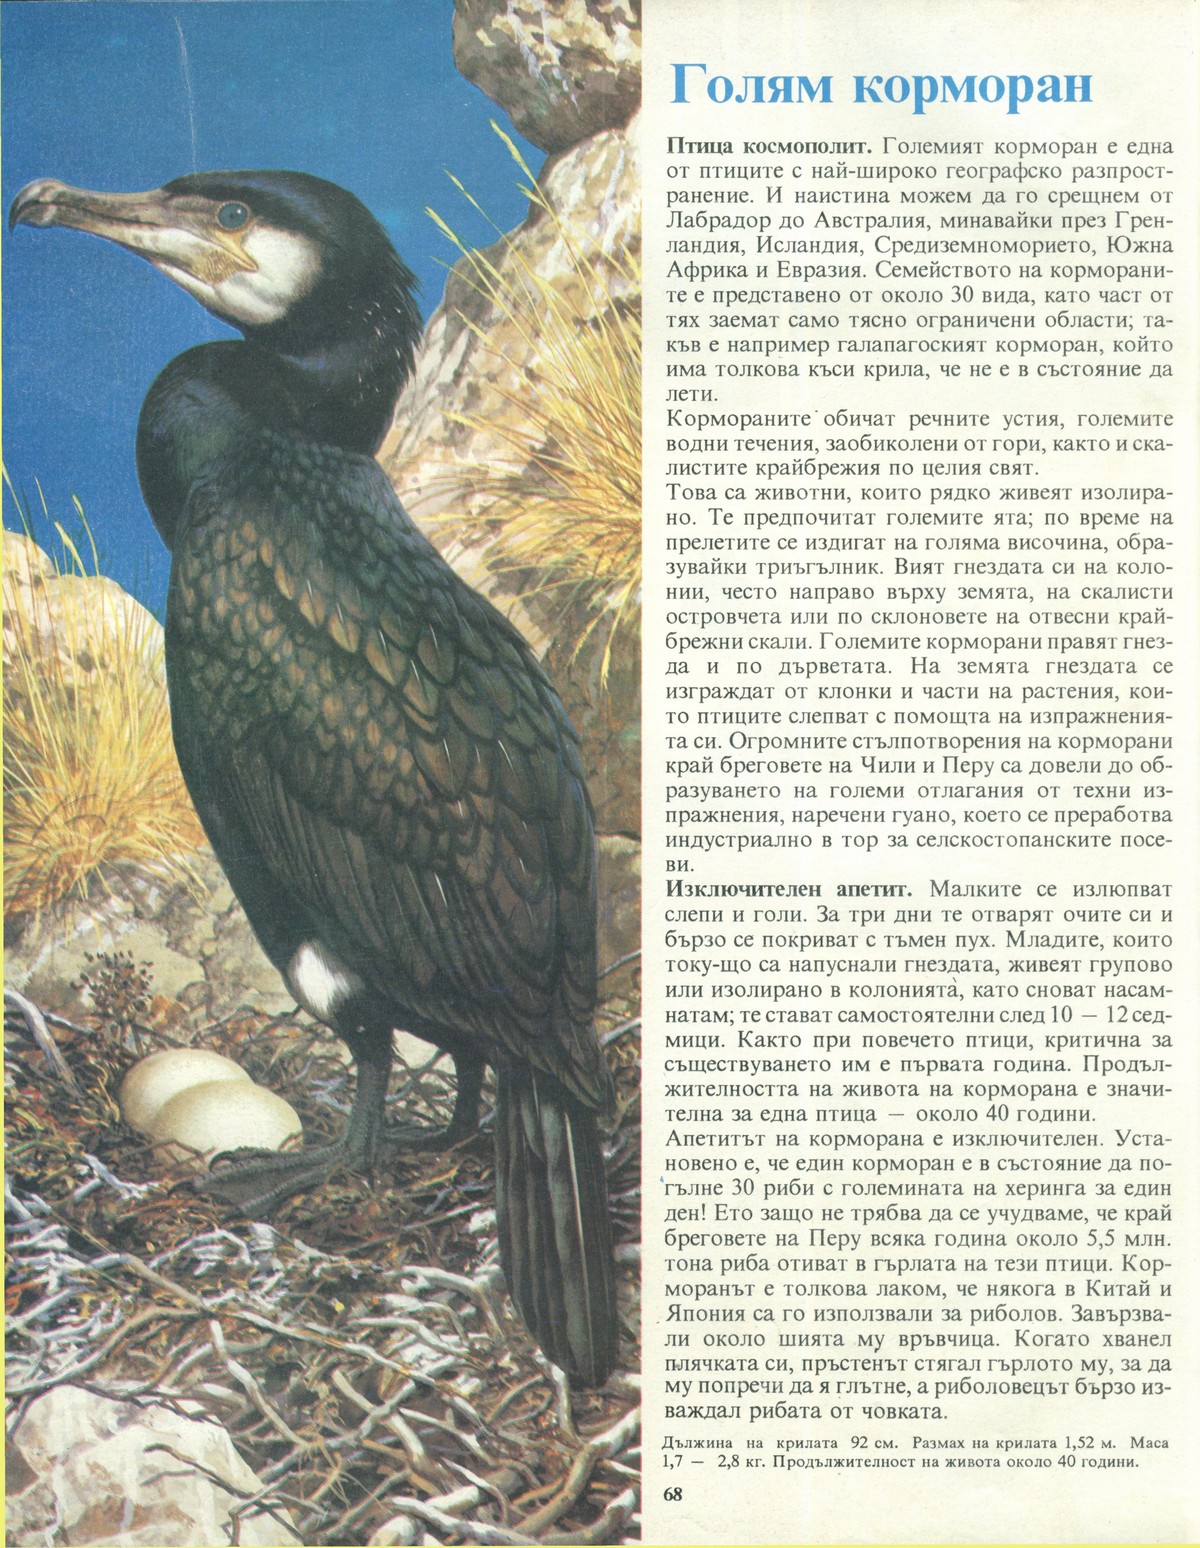 Голям корморан
Птица космополит. Големият корморан е една
от птиците с най-широко географско разпрост-
ранение. И наистина можем да го срещнем от
Лабрадор до Австралия, минавайки през Грен-
ландия, Исландия, Средиземноморието, Южна
Африка и Евразия. Семейството на корморани-
те е представено от около 30 вида, като част от
тях заемат само тясно ограничени области; та-
къв е например галапагоският корморан, който
има толкова къси крила, че не е в състояние да
лети.
Кормораните обичат речните устия, големите
водни течения, заобиколени от гори, както и ска-
листите крайбрежия по целия свят.
Това са животни, които рядко живеят изолира-
но. Те предпочитат големите ята; по време на
прелетите се издигат на голяма височина, обра-
зувайки триъгълник. Вият гнездата си на коло-
нии, често направо върху земята, на скалисти
островчета или по склоновете на отвесни край-
брежни скали. Големите корморани правят гнез-
да и по дърветата. На земята гнездата се
изграждат от клонки и части на растения, кои-
то птиците слепват с помощта на изпражнения-
та си. Огромните стълпотворения на корморани
край бреговете на Чили и Перу са довели до об-
разуването на големи отлагания от техни из-
пражнения, наречени гуано, което се преработва
индустриално в тор за селскостопанските посе-
ви.
Изключителен апетит. Малките се излюпват
слепи и голи. За три дни те отварят очите си и
бързо се покриват с тъмен пух. Младите, които
току-що са напуснали гнездата, живеят групово
или изолирано в колонията, като сноват насам-
натам; те стават самостоятелни след 10 — 12 сед-
мици. Както при повечето птици, критична за
съществуването им е първата година. Продъл-
жителността на живота на корморана е значи-
телна за една птица — около 40 години.
Апетитът на корморана е изключителен. Уста-
новено е, че един корморан е в състояние да по-
гълне 30 риби с големината на херинга за един
ден! Ето защо не трябва да се учудваме, че край
бреговете на Перу всяка година около 5,5 млн.
тона риба отиват в гърлата на тези птици. Кор-
моранът е толкова лаком, че някога в Китай и
Япония са го използвали за риболов. Завързва-
ли около шията му връвчица. Когато хванел
плячката си, пръстенът стягал гърлото му, за да
му попречи да я глътне, а риболовецът бързо из-
важдал рибата от човката.
Дължина на крилата 92 см. Размах на крилата 1,52 м. Маса
1,7 — 2,8 кг. Продължителност на живота около 40 години.
68